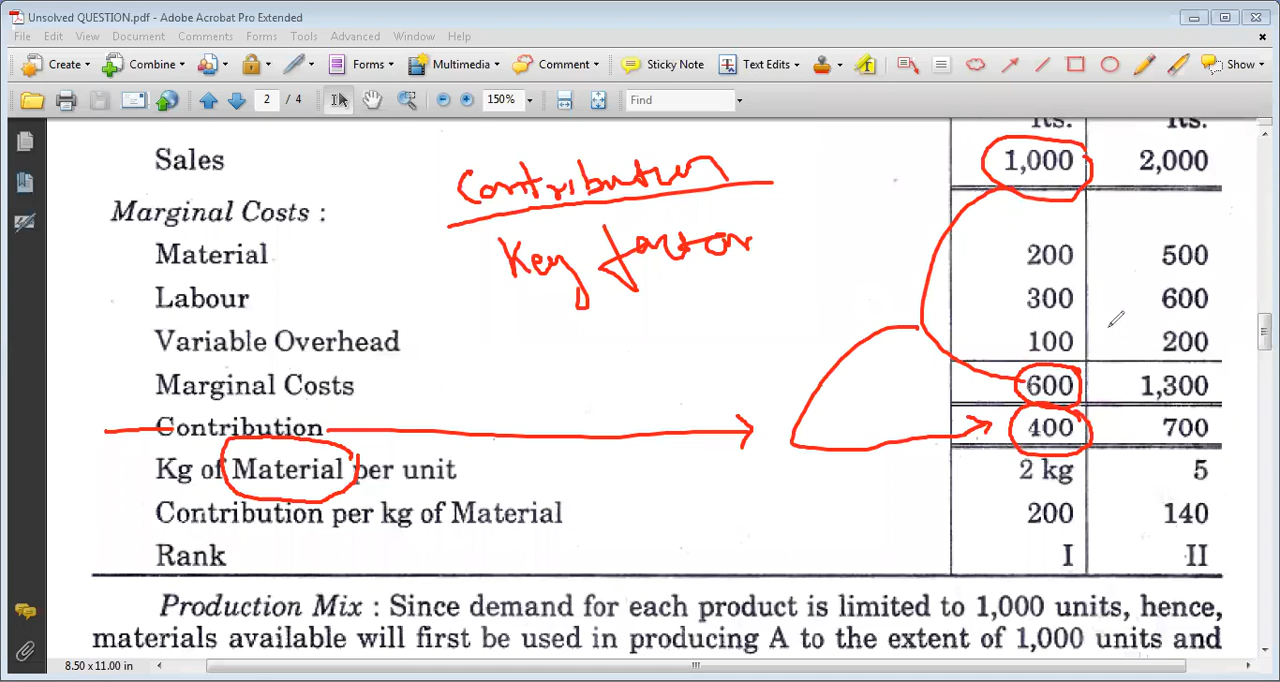 Unsolved QUESTION.pdf - Adobe Acrobat Pro Extended
File Edit View Document Comments Forms Tools Advanced Window Help
Create Combine Forms Multimedia Comment Sticky Note Text Edits Show
2 / 4 150% Find
Rs. Rs.
Sales 1,000 2,000
Contribution
Marginal Costs :
Key factor
Material 200 500
Labour 300 600
Variable Overhead 100 200
Marginal Costs 600 1,300
Contribution 400 700
Kg of Material per unit 2 kg 5
Contribution per kg of Material 200 140
Rank I II
Production Mix : Since demand for each product is limited to 1,000 units, hence,
materials available will first be used in producing A to the extent of 1,000 units and
8.50 x 11.00 in